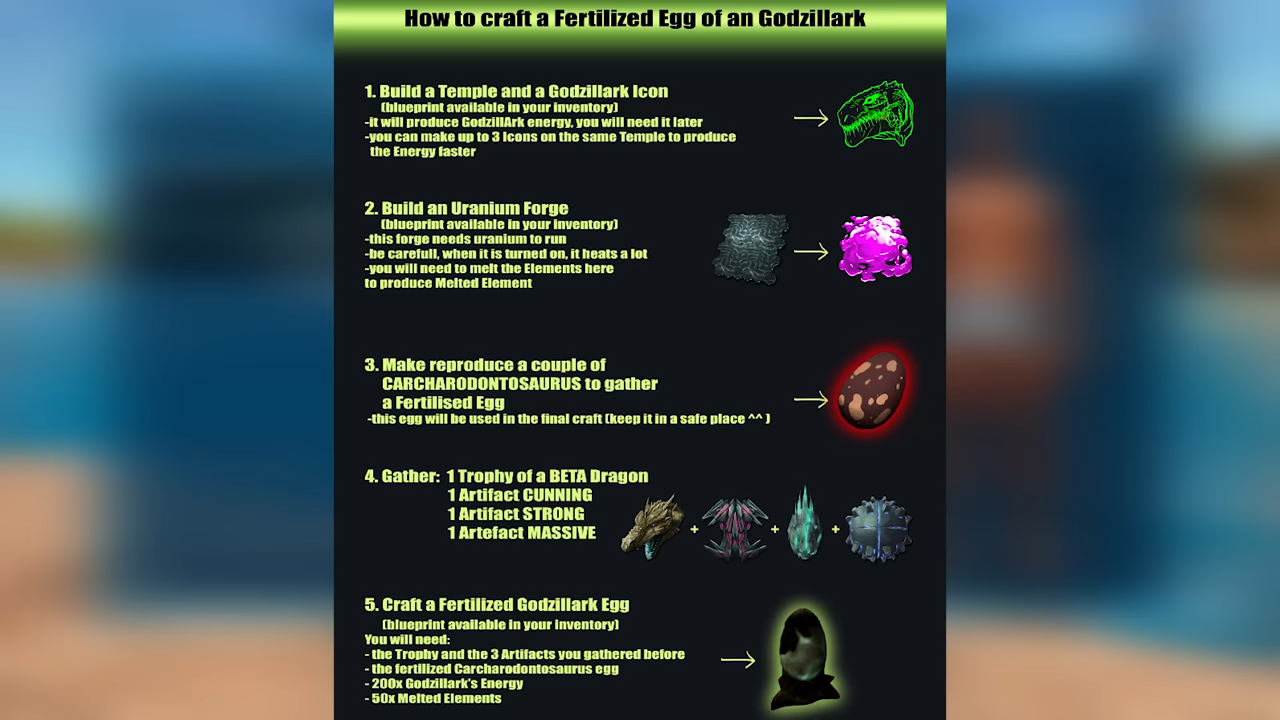 How to craft a Fertilized Egg of an Godzillark
1. Build a Temple and a Godzillark Icon
(blueprint available in your inventory)
-it will produce GodzillArk energy, you will need it later
-you can make up to 3 Icons on the same Temple to produce
the Energy faster
2. Build an Uranium Forge
(blueprint available in your inventory)
-this forge needs uranium to run
-be carefull, when it is turned on, it heats a lot
-you will need to melt the Elements here
to produce Melted Element
3. Make reproduce a couple of
CARCHARODONTOSAURUS to gather
a Fertilised Egg
-this egg will be used in the final craft (keep it in a safe place ^^ )
4. Gather: 1 Trophy of a BETA Dragon
1 Artifact CUNNING
1 Artifact STRONG
1 Artefact MASSIVE
+ + +
5. Craft a Fertilized Godzillark Egg
(blueprint available in your inventory)
You will need:
- the Trophy and the 3 Artifacts you gathered before
- the fertilized Carcharodontosaurus egg
- 200x Godzillark's Energy
- 50x Melted Elements